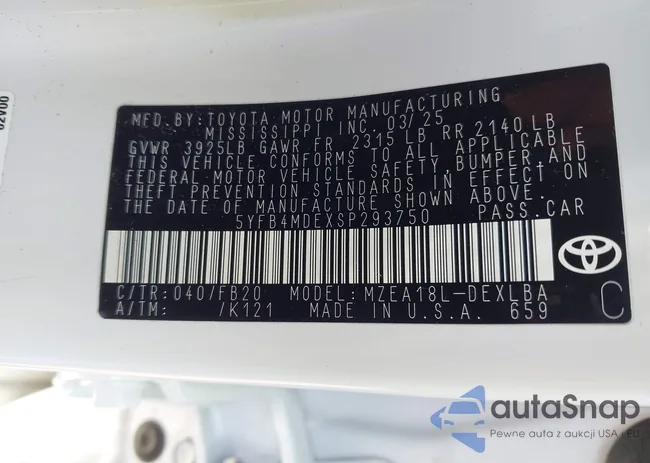 MFD.BY:TOYOTA MOTOR MANUFACTURING
MISSISSIPPI INC.03/25
GVWR 3925LB GAWR FR 2315 LB RR 2140 LB
THIS VEHICLE CONFORMS TO ALL APPLICABLE
FEDERAL MOTOR VEHICLE SAFETY, BUMPER AND
THEFT PREVENTION STANDARDS IN EFFECT ON
THE DATE OF MANUFACTURE SHOWN ABOVE.
5YFB4MDEXSP293750 PASS.CAR
C/TR: 040/FB20 MODEL: MZEA18L-DEXLBA
A/TM: /K121 MADE IN U.S.A. 659
C
02V00
autoSnap
Pewne auto z aukcji USA i EU